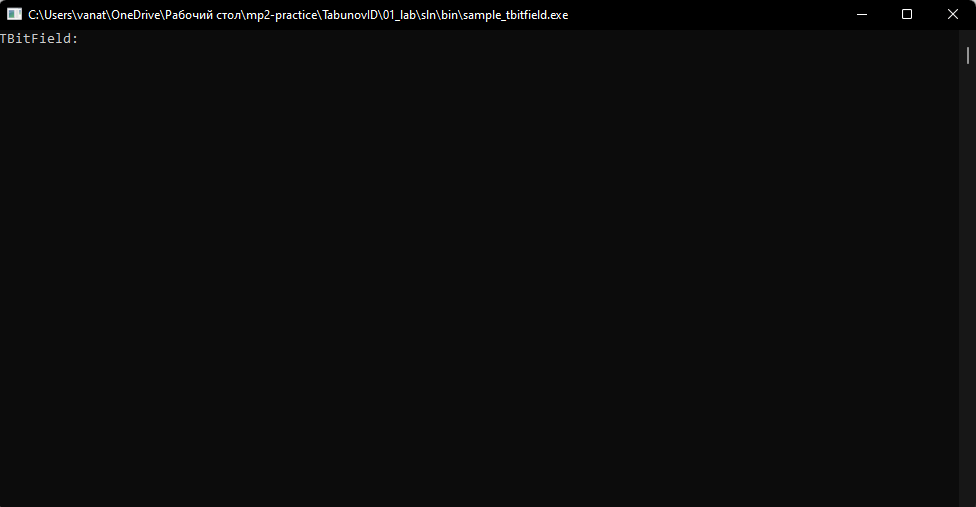 C:\Users\vanat\OneDrive\Рабочий стол\mp2-practice\TabunovID\01_lab\sln\bin\sample_tbitfield.exe
TBitField: